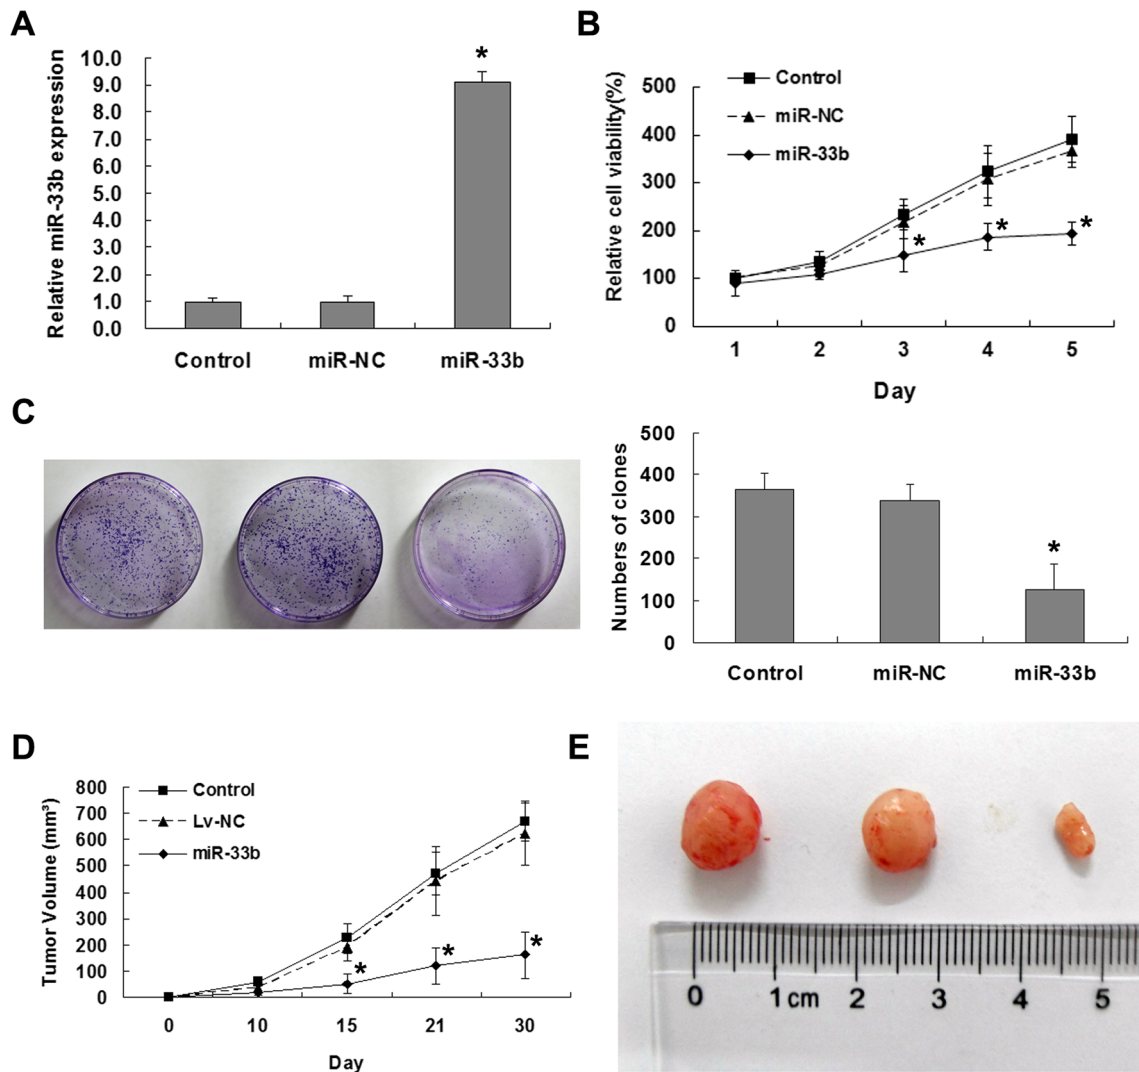 A
Relative miR-33b expression
10.0
9.0
8.0
7.0
6.0
5.0
4.0
3.0
2.0
1.0
0.0
*
Control miR-NC miR-33b
B
Relative cell viability(%)
500
400
300
200
100
0
Control
miR-NC
miR-33b
* * *
1 2 3 4 5
Day
C
Numbers of clones
500
400
300
200
100
0
*
Control miR-NC miR-33b
D
Tumor Volume (mm³)
800
700
600
500
400
300
200
100
0
Control
Lv-NC
miR-33b
* * *
0 10 15 21 30
Day
E
0 1 cm 2 3 4 5